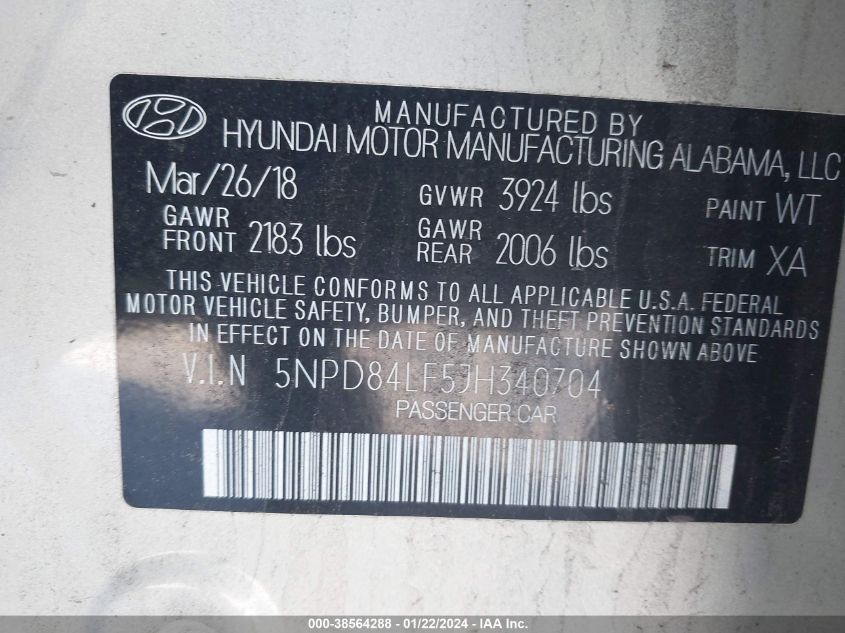 MANUFACTURED BY
HYUNDAI MOTOR MANUFACTURING ALABAMA, LLC
Mar/26/18 GVWR 3924 lbs PAINT WT
GAWR FRONT 2183 lbs GAWR REAR 2006 lbs TRIM XA
THIS VEHICLE CONFORMS TO ALL APPLICABLE U.S.A. FEDERAL
MOTOR VEHICLE SAFETY, BUMPER, AND THEFT PREVENTION STANDARDS
IN EFFECT ON THE DATE OF MANUFACTURE SHOWN ABOVE.
V.I.N 5NPD84LF5JH340704
PASSENGER CAR
000-38564288 - 01/22/2024 - IAA Inc.